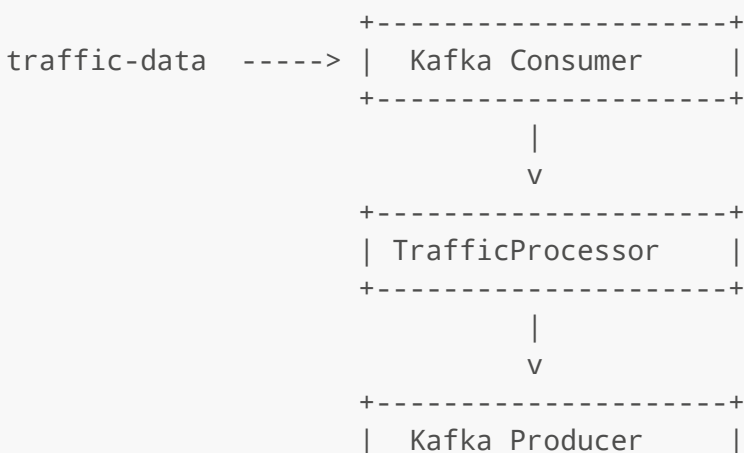 +---------------------+
traffic-data  -----> |  Kafka Consumer     |
                      +---------------------+
                                |
                                v
                      +---------------------+
                      | TrafficProcessor    |
                      +---------------------+
                                |
                                v
                      +---------------------+
                      |  Kafka Producer     |